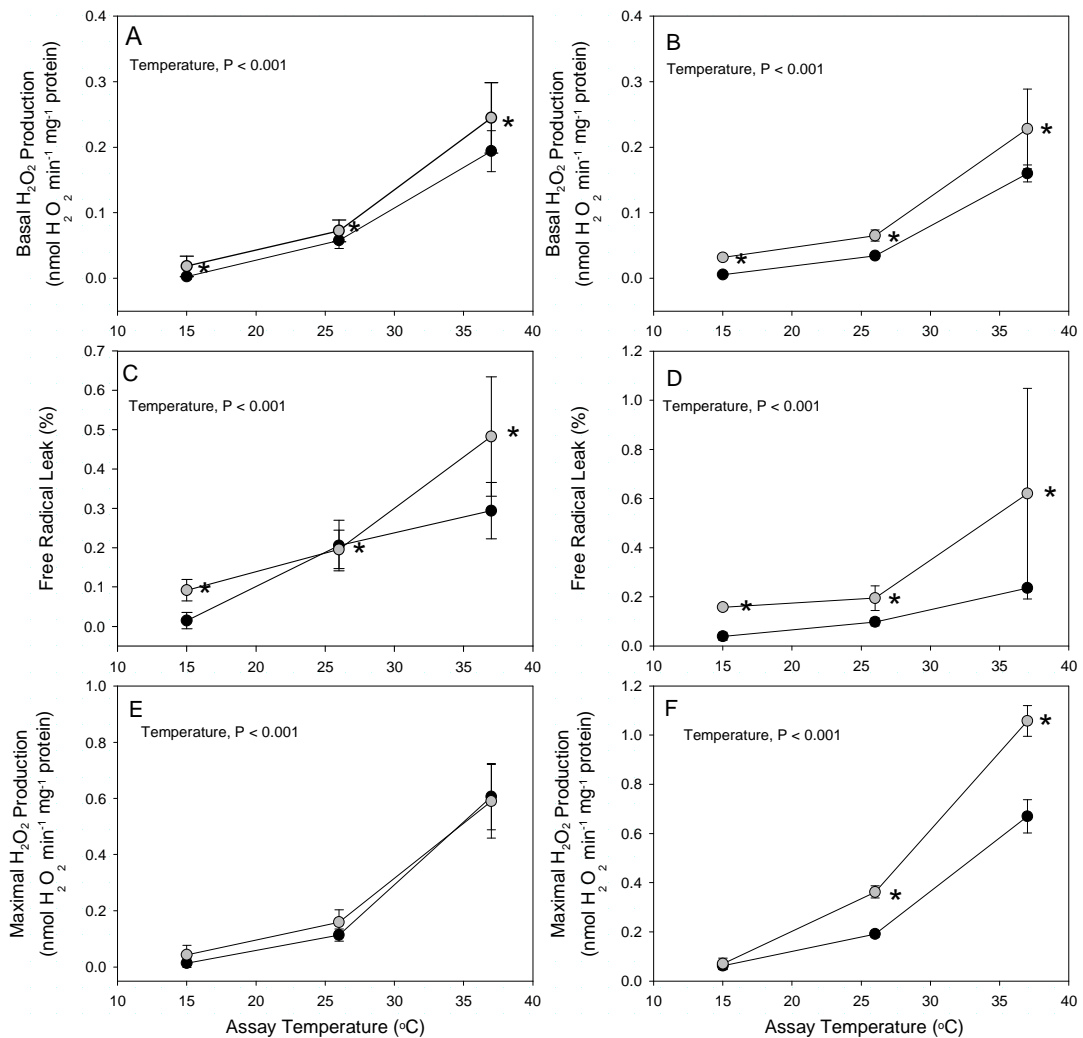 A
Temperature, P < 0.001
Basal H₂O₂ Production
(nmol H₂O₂ min⁻¹ mg⁻¹ protein)
0.4
0.3
0.2
0.1
0.0
10 15 20 25 30 35 40
*
*
*
B
Temperature, P < 0.001
Basal H₂O₂ Production
(nmol H₂O₂ min⁻¹ mg⁻¹ protein)
0.4
0.3
0.2
0.1
0.0
10 15 20 25 30 35 40
*
*
*
C
Temperature, P < 0.001
Free Radical Leak (%)
0.7
0.6
0.5
0.4
0.3
0.2
0.1
0.0
10 15 20 25 30 35 40
*
*
*
D
Temperature, P < 0.001
Free Radical Leak (%)
1.2
1.0
0.8
0.6
0.4
0.2
0.0
10 15 20 25 30 35 40
*
*
*
E
Temperature, P < 0.001
Maximal H₂O₂ Production
(nmol H₂O₂ min⁻¹ mg⁻¹ protein)
1.0
0.8
0.6
0.4
0.2
0.0
10 15 20 25 30 35 40
Assay Temperature (ºC)
F
Temperature, P < 0.001
Maximal H₂O₂ Production
(nmol H₂O₂ min⁻¹ mg⁻¹ protein)
1.2
1.0
0.8
0.6
0.4
0.2
0.0
10 15 20 25 30 35 40
*
*
Assay Temperature (ºC)